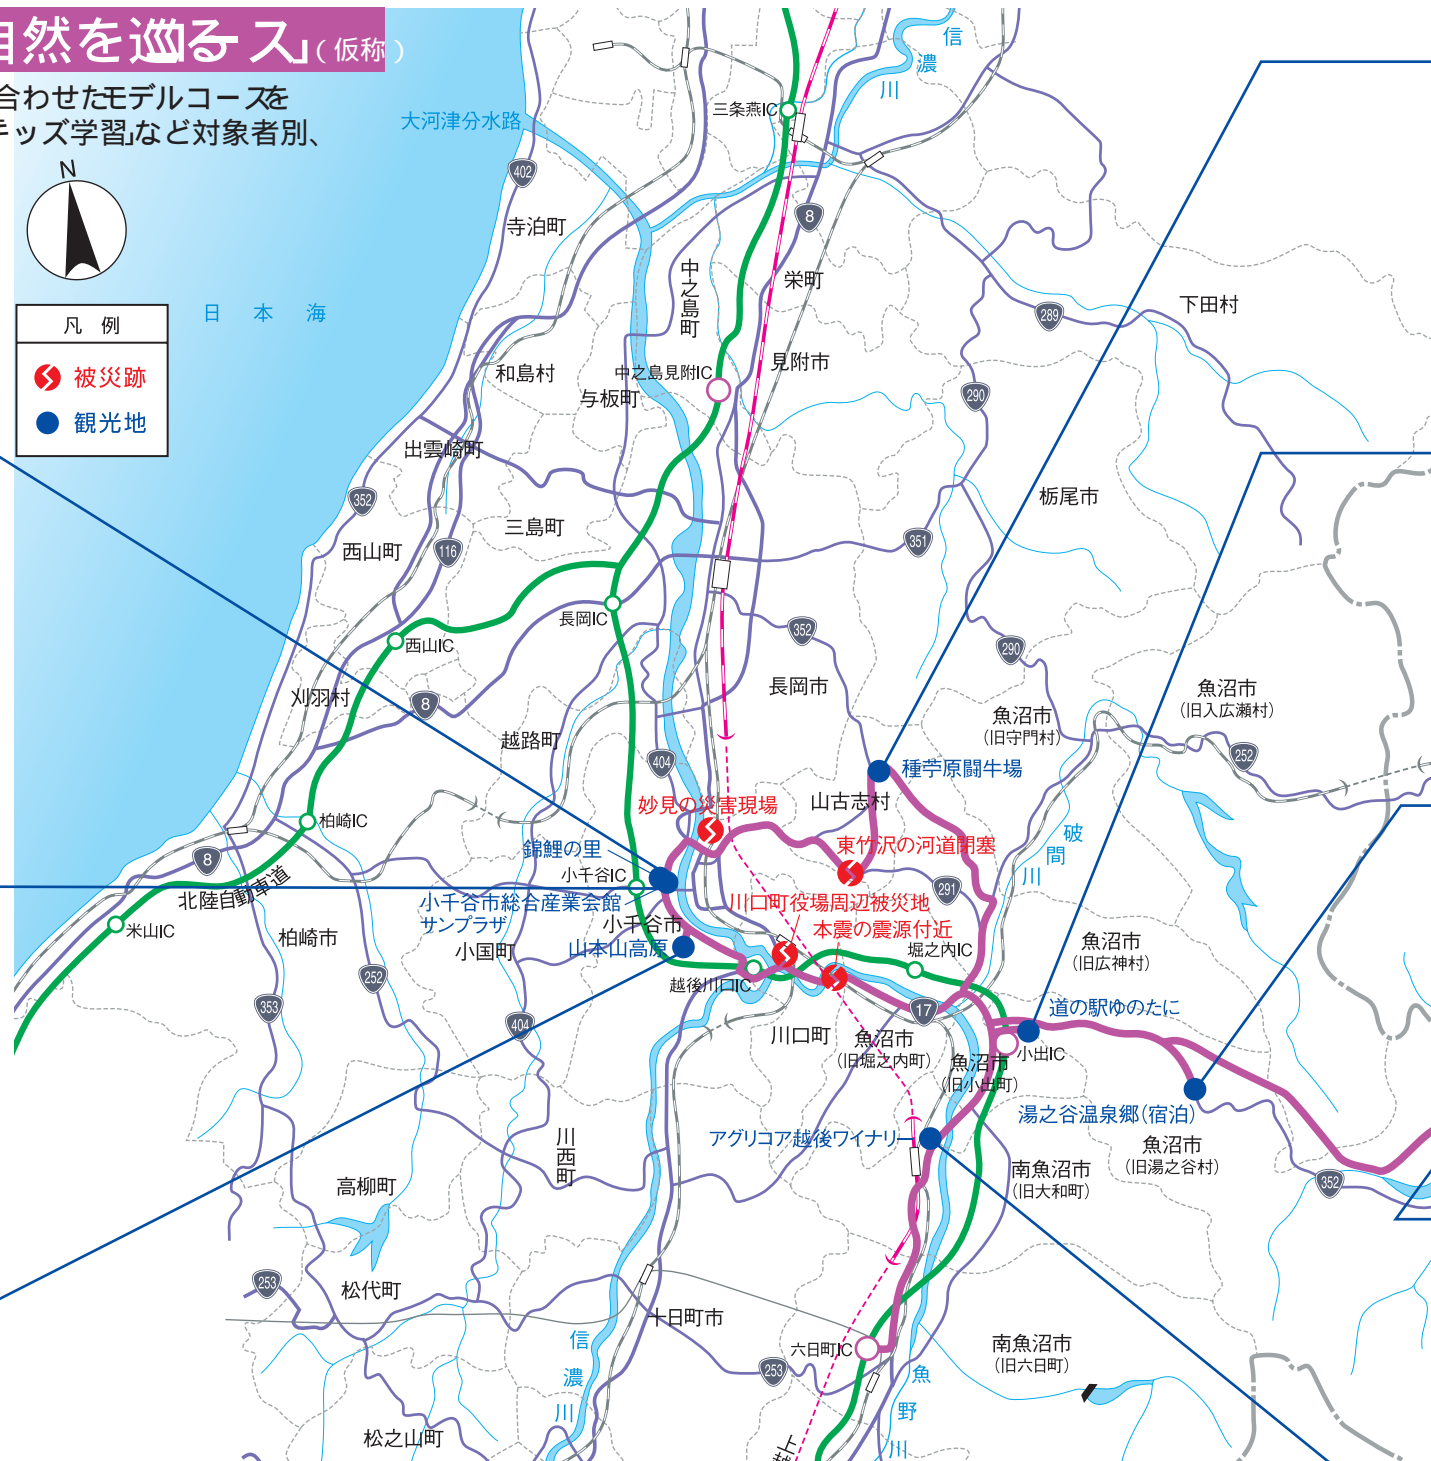 自然を巡るース」(仮称)
合わせたモデルコースを
キッズ学習」など対象者別、
N
凡 例
被災跡
観光地
日 本 海
信濃川
大河津分水路
三条燕IC
402
寺泊町
8
中之島町
栄町
下田村
289
和島村
中之島見附IC
見附市
与板町
290
出雲崎町
352
栃尾市
三島町
西山町
116
351
長岡IC
西山IC
352
290
刈羽村
8
長岡市
魚沼市
(旧入広瀬村)
魚沼市
(旧守門村)
越路町
404
252
種苧原闘牛場
妙見の災害現場
山古志村
柏崎IC
破間川
東竹沢の河道閉塞
錦鯉の里
8
小千谷IC
291
北陸自動車道
小千谷市総合産業会館
サンプラザ
川口町役場周辺被災地
米山IC
柏崎市
小国町
小千谷市
本震の震源付近
山本山高原
堀之内IC
魚沼市
(旧広神村)
252
越後川口IC
353
17
道の駅ゆのたに
404
川口町
魚沼市
(旧堀之内町)
小出IC
魚沼市
(旧小出町)
湯之谷温泉郷(宿泊)
アグリコア越後ワイナリー
川西町
魚沼市
(旧湯之谷村)
南魚沼市
(旧大和町)
352
高柳町
253
松代町
十日町市
信濃川
六日町IC
南魚沼市
(旧六日町)
253
魚野川
松之山町